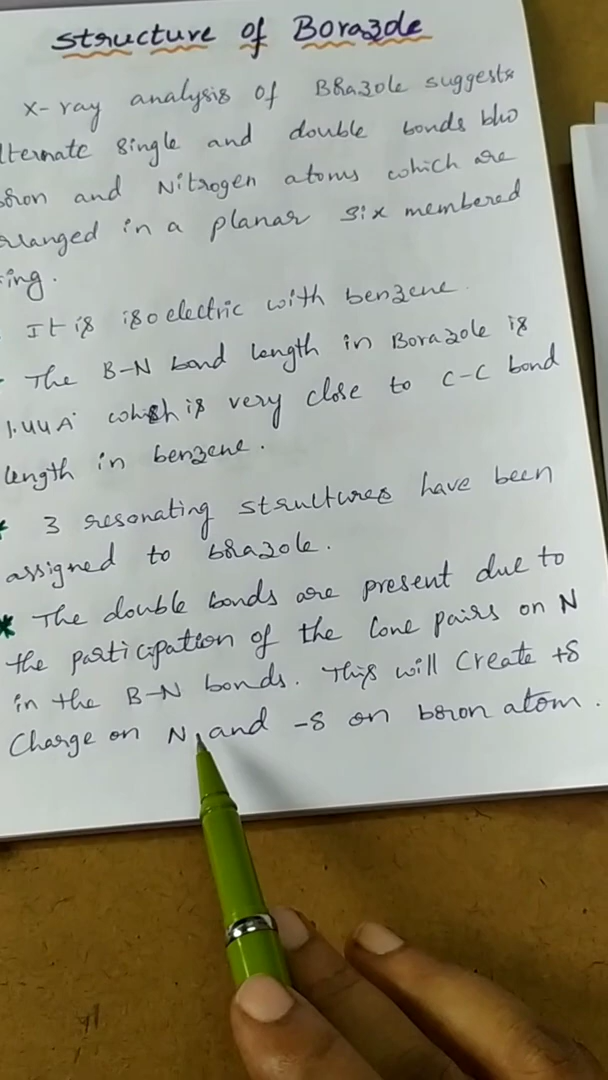 Structure of Borazole
X-ray analysis of Brazole suggests
lternate single and double bonds b/w
oron and Nitrogen atoms which are
rranged in a planar six membered
ing.
It is isoelectric with benzene.
The B-N bond length in Borazole is
1.44A° which is very close to C-C bond
length in benzene.
* 3 resonating structures have been
assigned to brazole.
* The double bonds are present due to
the participation of the lone pairs on N
in the B-N bonds. This will create +δ
Charge on N and -δ on boron atom.